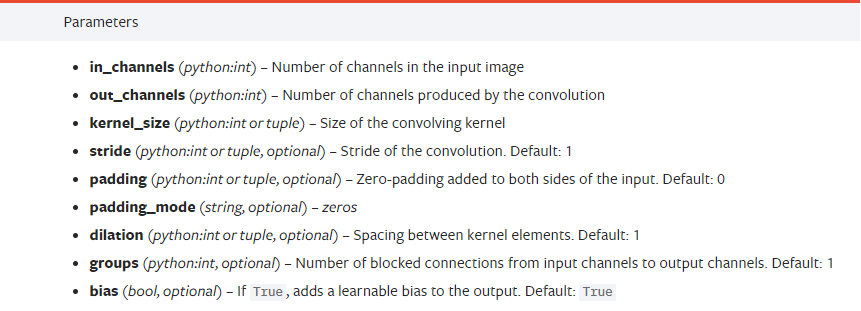 Parameters
• in_channels (python:int) – Number of channels in the input image
• out_channels (python:int) – Number of channels produced by the convolution
• kernel_size (python:int or tuple) – Size of the convolving kernel
• stride (python:int or tuple, optional) – Stride of the convolution. Default: 1
• padding (python:int or tuple, optional) – Zero-padding added to both sides of the input. Default: 0
• padding_mode (string, optional) – zeros
• dilation (python:int or tuple, optional) – Spacing between kernel elements. Default: 1
• groups (python:int, optional) – Number of blocked connections from input channels to output channels. Default: 1
• bias (bool, optional) – If True, adds a learnable bias to the output. Default: True